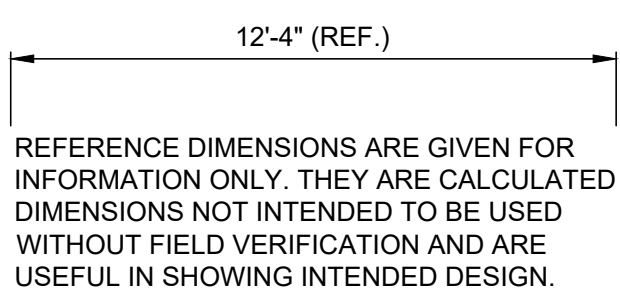 12'-4" (REF.)
REFERENCE DIMENSIONS ARE GIVEN FOR
INFORMATION ONLY. THEY ARE CALCULATED
DIMENSIONS NOT INTENDED TO BE USED
WITHOUT FIELD VERIFICATION AND ARE
USEFUL IN SHOWING INTENDED DESIGN.